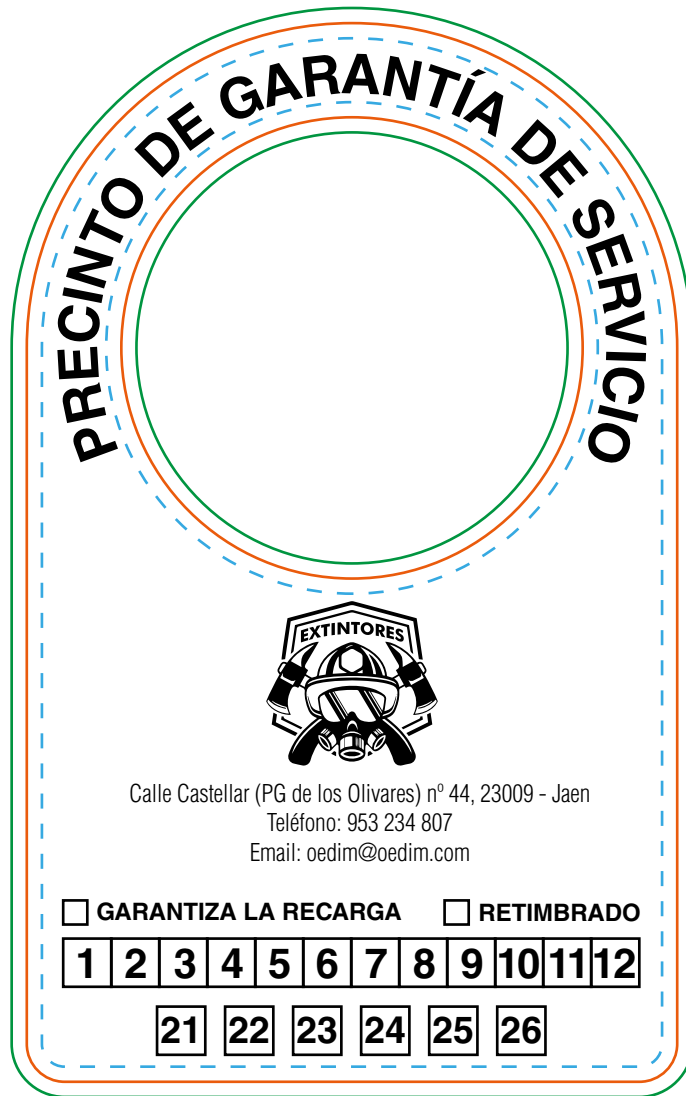 PRECINTO DE GARANTÍA DE SERVICIO
EXTINTORES
Calle Castellar (PG de los Olivares) nº 44, 23009 - Jaen
Teléfono: 953 234 807
Email: oedim@oedim.com
GARANTIZA LA RECARGA RETIMBRADO
1 2 3 4 5 6 7 8 9 10 11 12
21 22 23 24 25 26